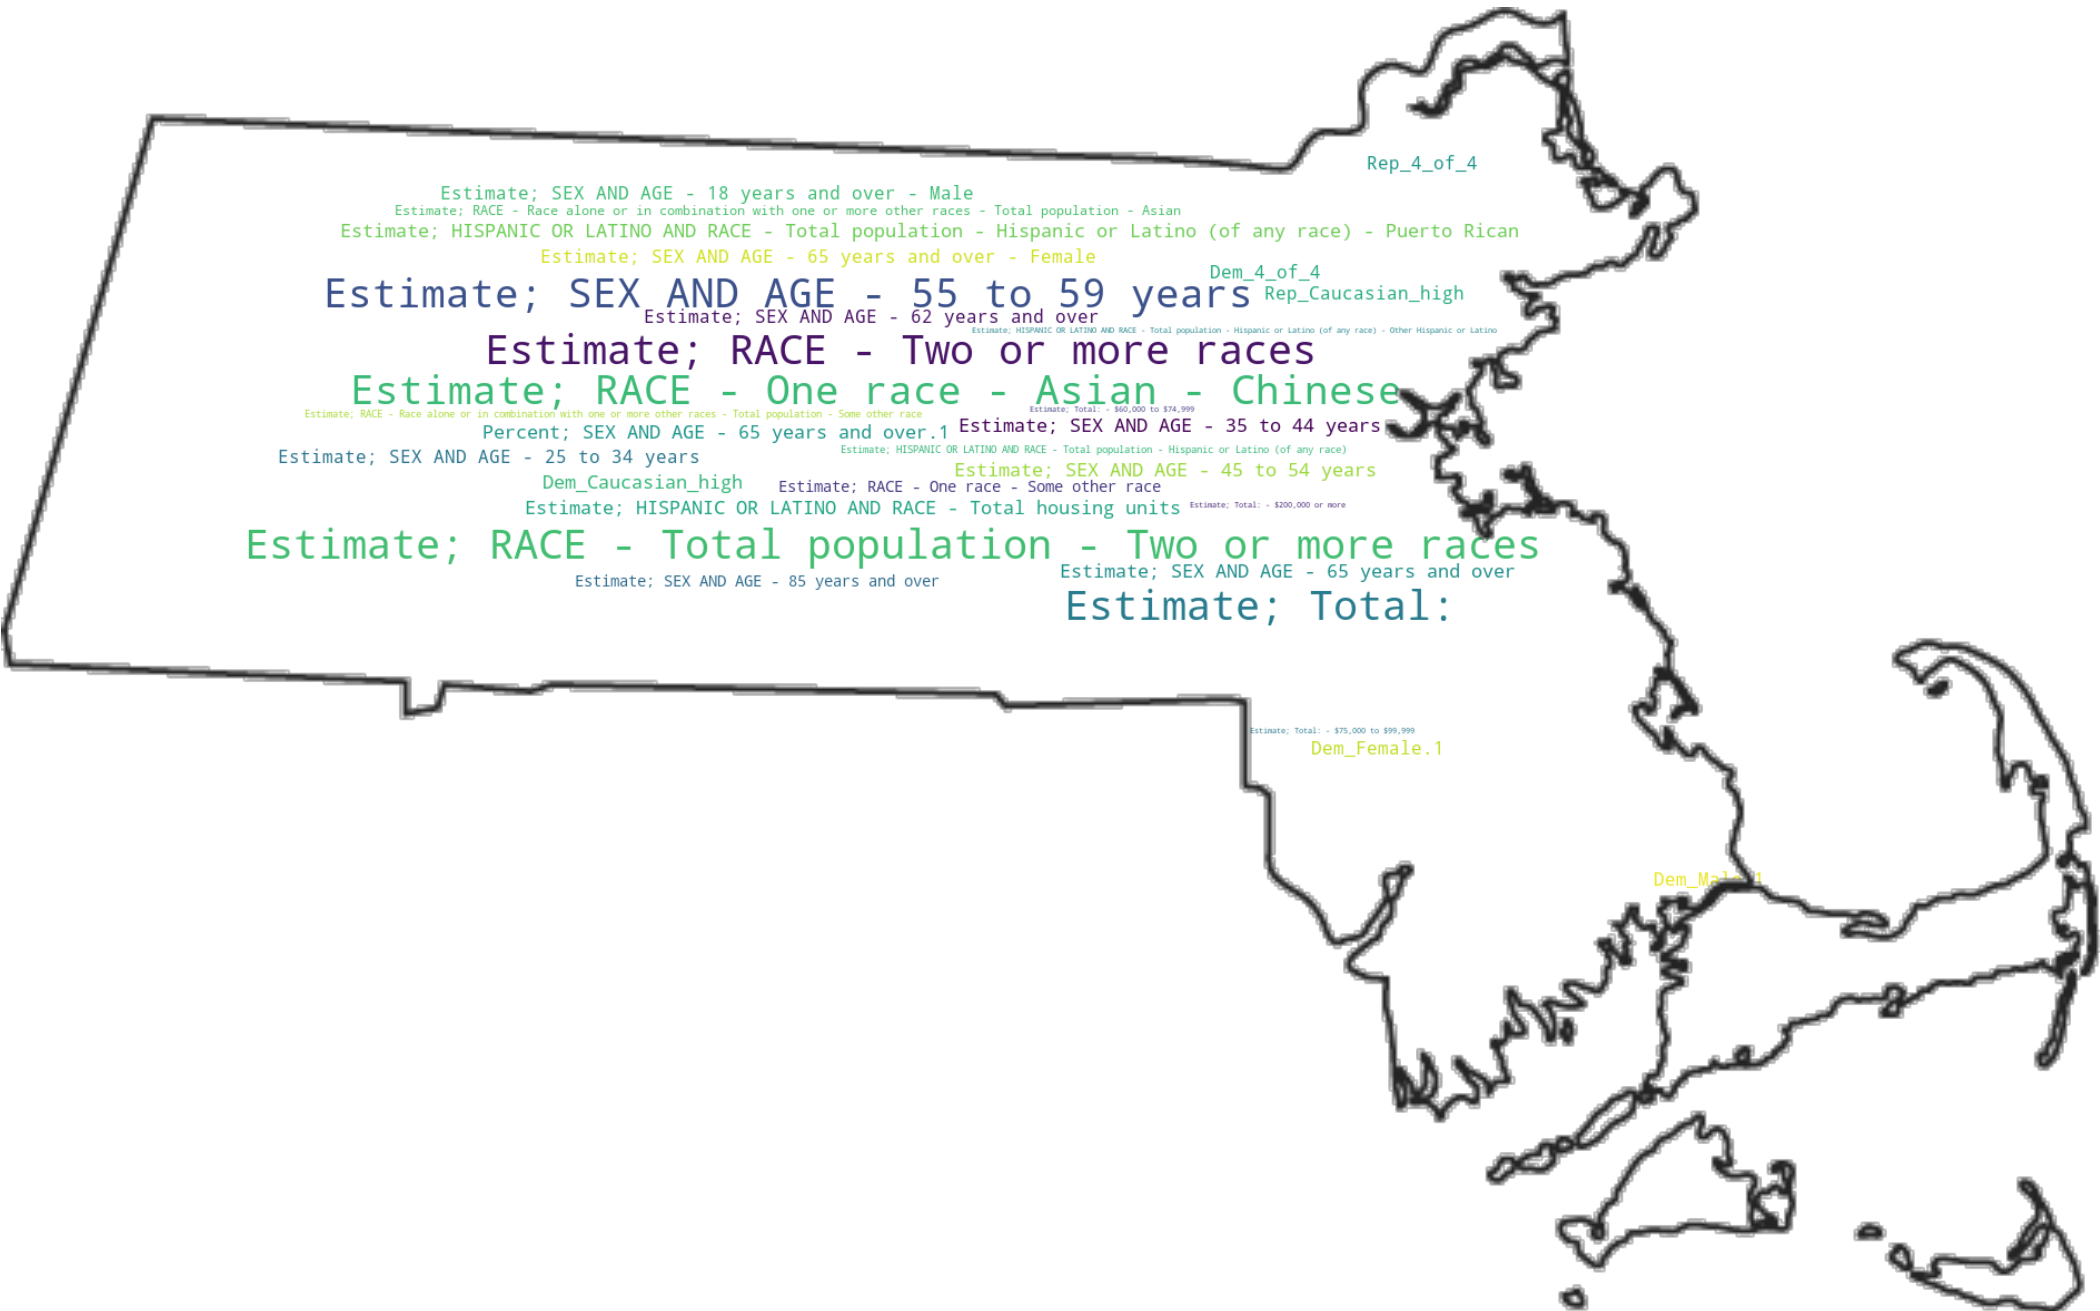 Rep_4_of_4
Estimate; SEX AND AGE - 18 years and over - Male
Estimate; RACE - Race alone or in combination with one or more other races - Total population - Asian
Estimate; HISPANIC OR LATINO AND RACE - Total population - Hispanic or Latino (of any race) - Puerto Rican
Estimate; SEX AND AGE - 65 years and over - Female
Dem_4_of_4
Estimate; SEX AND AGE - 55 to 59 years
Rep_Caucasian_high
Estimate; SEX AND AGE - 62 years and over
Estimate; HISPANIC OR LATINO AND RACE - Total population - Hispanic or Latino (of any race) - Other Hispanic or Latino
Estimate; RACE - Two or more races
Estimate; RACE - One race - Asian - Chinese
Estimate; RACE - Race alone or in combination with one or more other races - Total population - Some other race
Estimate; Total: - $60,000 to $74,999
Percent; SEX AND AGE - 65 years and over.1
Estimate; SEX AND AGE - 35 to 44 years
Estimate; SEX AND AGE - 25 to 34 years
Estimate; HISPANIC OR LATINO AND RACE - Total population - Hispanic or Latino (of any race)
Estimate; SEX AND AGE - 45 to 54 years
Dem_Caucasian_high
Estimate; RACE - One race - Some other race
Estimate; HISPANIC OR LATINO AND RACE - Total housing units
Estimate; Total: - $200,000 or more
Estimate; RACE - Total population - Two or more races
Estimate; SEX AND AGE - 85 years and over
Estimate; SEX AND AGE - 65 years and over
Estimate; Total:
Estimate; Total: - $75,000 to $99,999
Dem_Female.1
Dem_Male.1